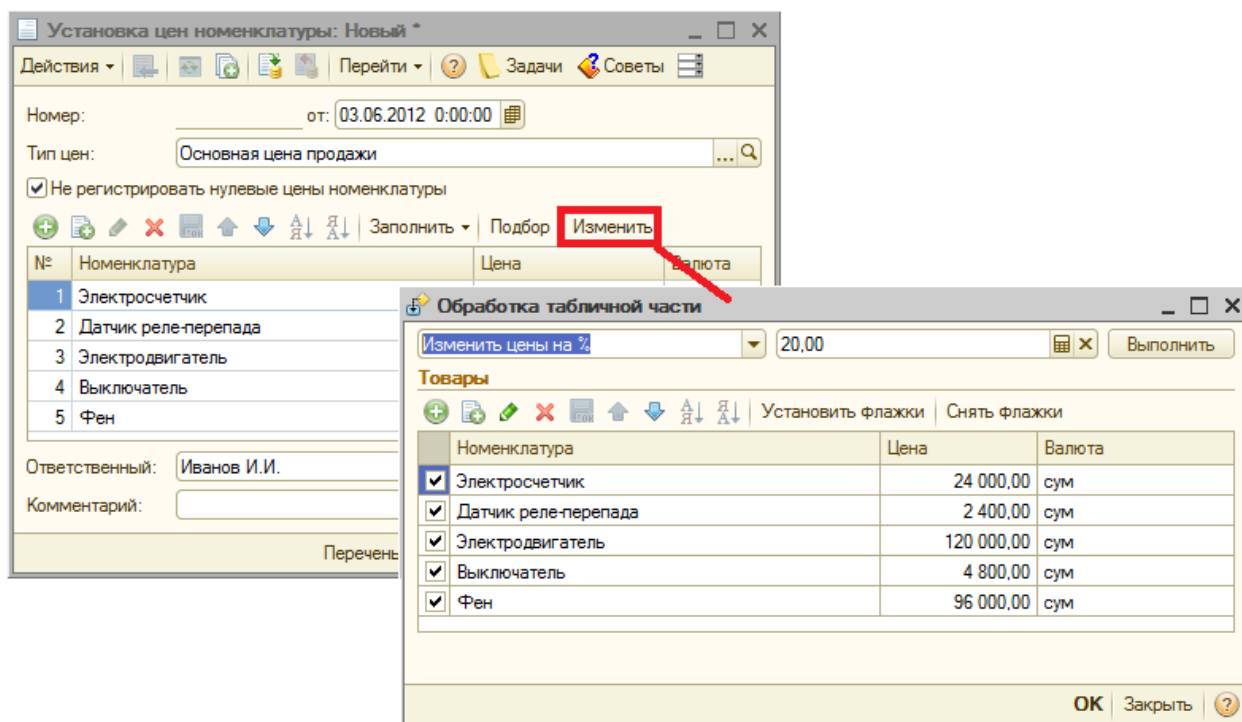 Установка цен номенклатуры: Новый *
Действия Перейти Задачи Советы
Номер: от: 03.06.2012 0:00:00
Тип цен: Основная цена продажи ...
Не регистрировать нулевые цены номенклатуры
Заполнить Подбор Изменить
№ Номенклатура Цена Валюта
1 Электросчетчик
2 Датчик реле-перепада
3 Электродвигатель
4 Выключатель
5 Фен
Ответственный: Иванов И.И.
Комментарий:
Перечень
Обработка табличной части
Изменить цены на % 20,00 Выполнить
Товары
Установить флажки Снять флажки
Номенклатура Цена Валюта
Электросчетчик 24 000,00 сум
Датчик реле-перепада 2 400,00 сум
Электродвигатель 120 000,00 сум
Выключатель 4 800,00 сум
Фен 96 000,00 сум
OK Закрыть ?